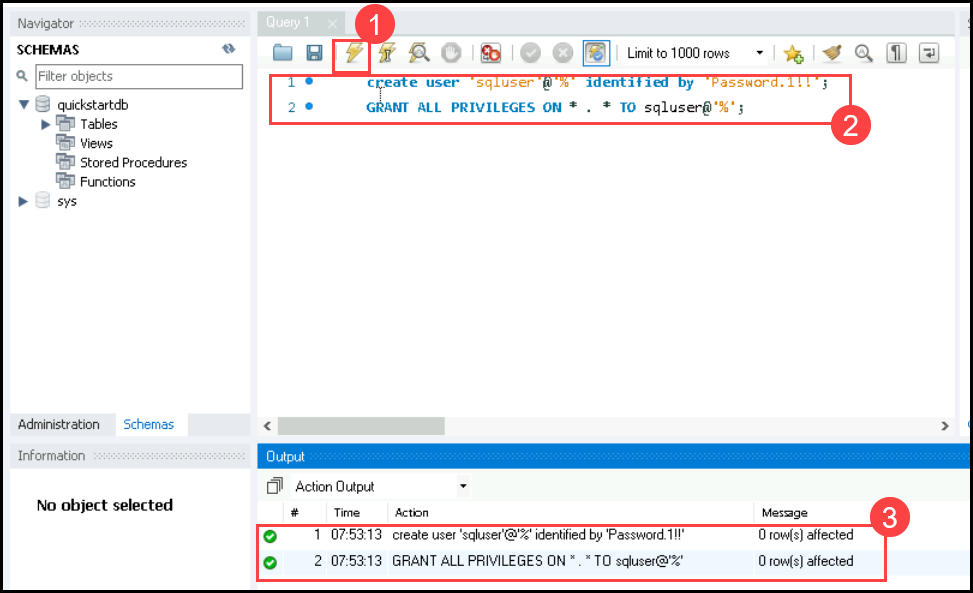 Navigator
SCHEMAS
Filter objects
quickstartdb
Tables
Views
Stored Procedures
Functions
sys
Administration Schemas
Information
No object selected
Query 1
1
Limit to 1000 rows
1 create user 'sqluser'@'%' identified by 'Password.1!!';
2 GRANT ALL PRIVILEGES ON * . * TO sqluser@'%';
2
Output
Action Output
# Time Action Message
3
1 07:53:13 create user 'sqluser'@'%' identified by 'Password.1!!' 0 row(s) affected
2 07:53:13 GRANT ALL PRIVILEGES ON * . * TO sqluser@'%' 0 row(s) affected